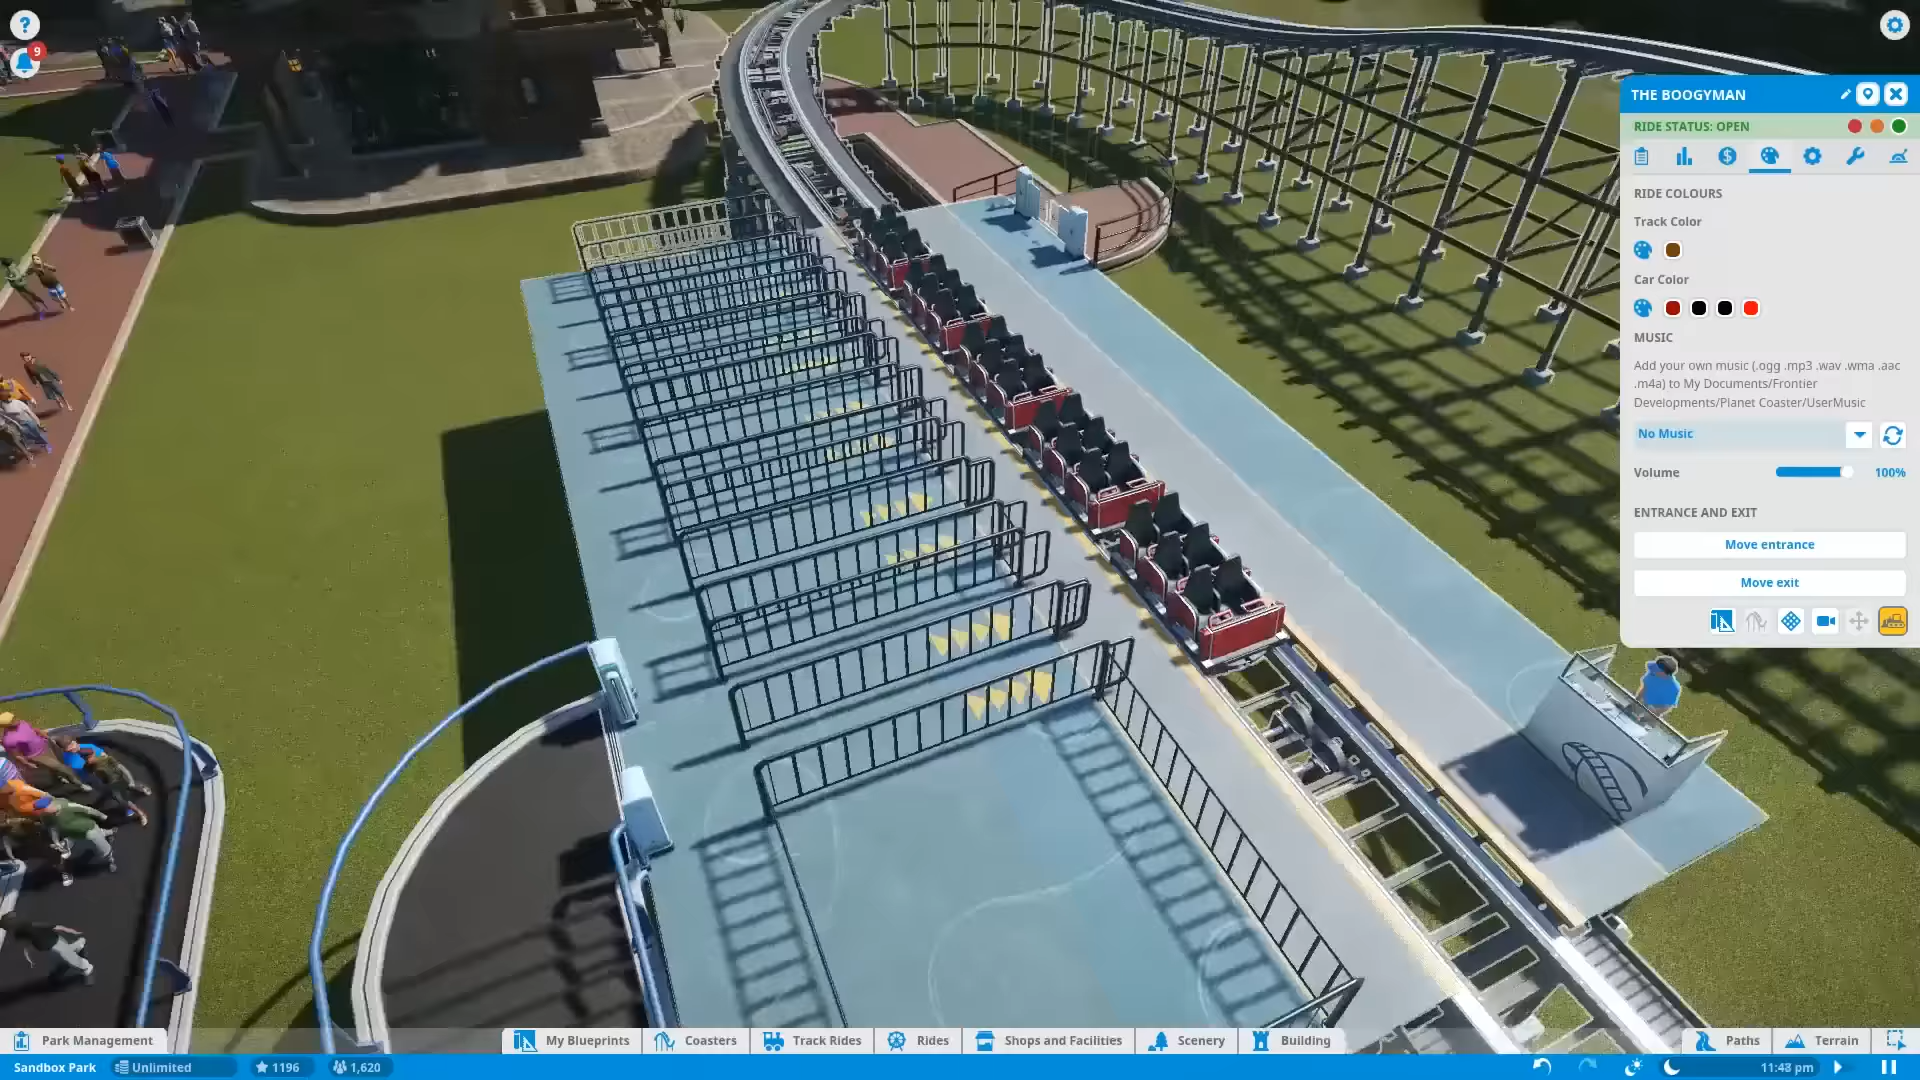 ?
9
THE BOOGYMAN
RIDE STATUS: OPEN
$
RIDE COLOURS
Track Color
Car Color
MUSIC
Add your own music (.ogg .mp3 .wav .wma .aac
.m4a) to My Documents/Frontier
Developments/Planet Coaster/UserMusic
No Music
Volume 100%
ENTRANCE AND EXIT
Move entrance
Move exit
Park Management
My Blueprints
Coasters
Track Rides
Rides
Shops and Facilities
Scenery
Building
Paths
Terrain
Sandbox Park
Unlimited
1196
1,620
11:48 pm